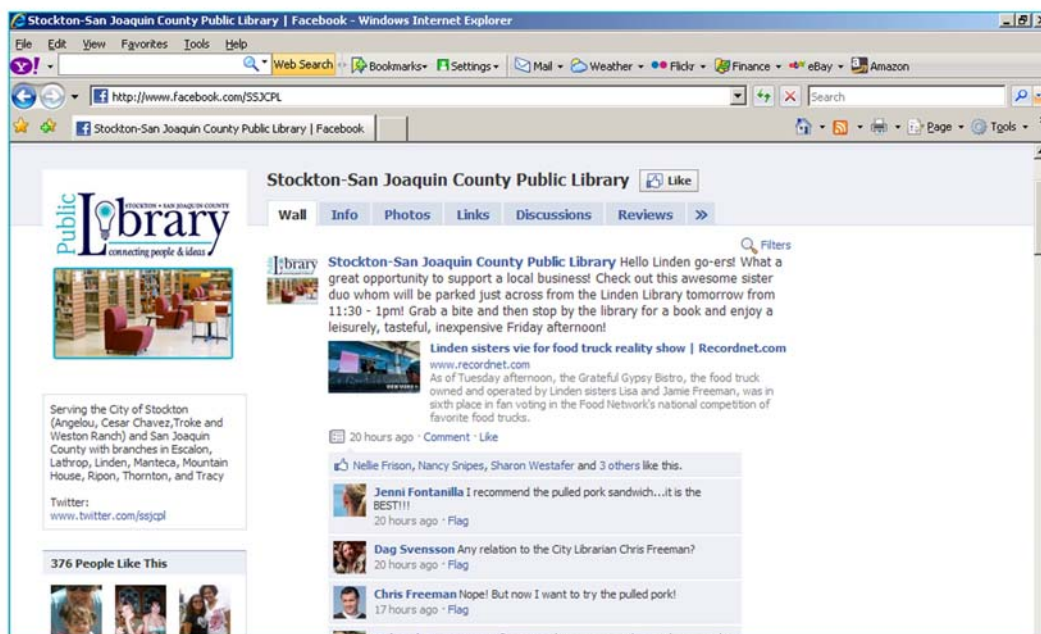 Stockton-San Joaquin County Public Library | Facebook - Windows Internet Explorer
File Edit View Favorites Tools Help
Y! Web Search Bookmarks Settings Mail Weather Flickr Finance eBay Amazon
http://www.facebook.com/SSJCPL Search
Stockton-San Joaquin County Public Library | Facebook Page Tools
Public Library
STOCKTON • SAN JOAQUIN COUNTY
connecting people & ideas
Stockton-San Joaquin County Public Library Like
Wall Info Photos Links Discussions Reviews »
Filters
Library
Stockton-San Joaquin County Public Library Hello Linden go-ers! What a
great opportunity to support a local business! Check out this awesome sister
duo whom will be parked just across from the Linden Library tomorrow from
11:30 - 1pm! Grab a bite and then stop by the library for a book and enjoy a
leisurely, tasteful, inexpensive Friday afternoon!
Linden sisters vie for food truck reality show | Recordnet.com
www.recordnet.com
As of Tuesday afternoon, the Grateful Gypsy Bistro, the food truck
owned and operated by Linden sisters Lisa and Jamie Freeman, was in
sixth place in fan voting in the Food Network's national competition of
favorite food trucks.
20 hours ago · Comment · Like
Nellie Frison, Nancy Snipes, Sharon Westafer and 3 others like this.
Jenni Fontanilla I recommend the pulled pork sandwich...it is the
BEST!!!
20 hours ago · Flag
Dag Svensson Any relation to the City Librarian Chris Freeman?
20 hours ago · Flag
Chris Freeman Nope! But now I want to try the pulled pork!
17 hours ago · Flag
Serving the City of Stockton
(Angelou, Cesar Chavez,Troke and
Weston Ranch) and San Joaquin
County with branches in Escalon,
Lathrop, Linden, Manteca, Mountain
House, Ripon, Thornton, and Tracy
Twitter:
www.twitter.com/ssjcpl
376 People Like This